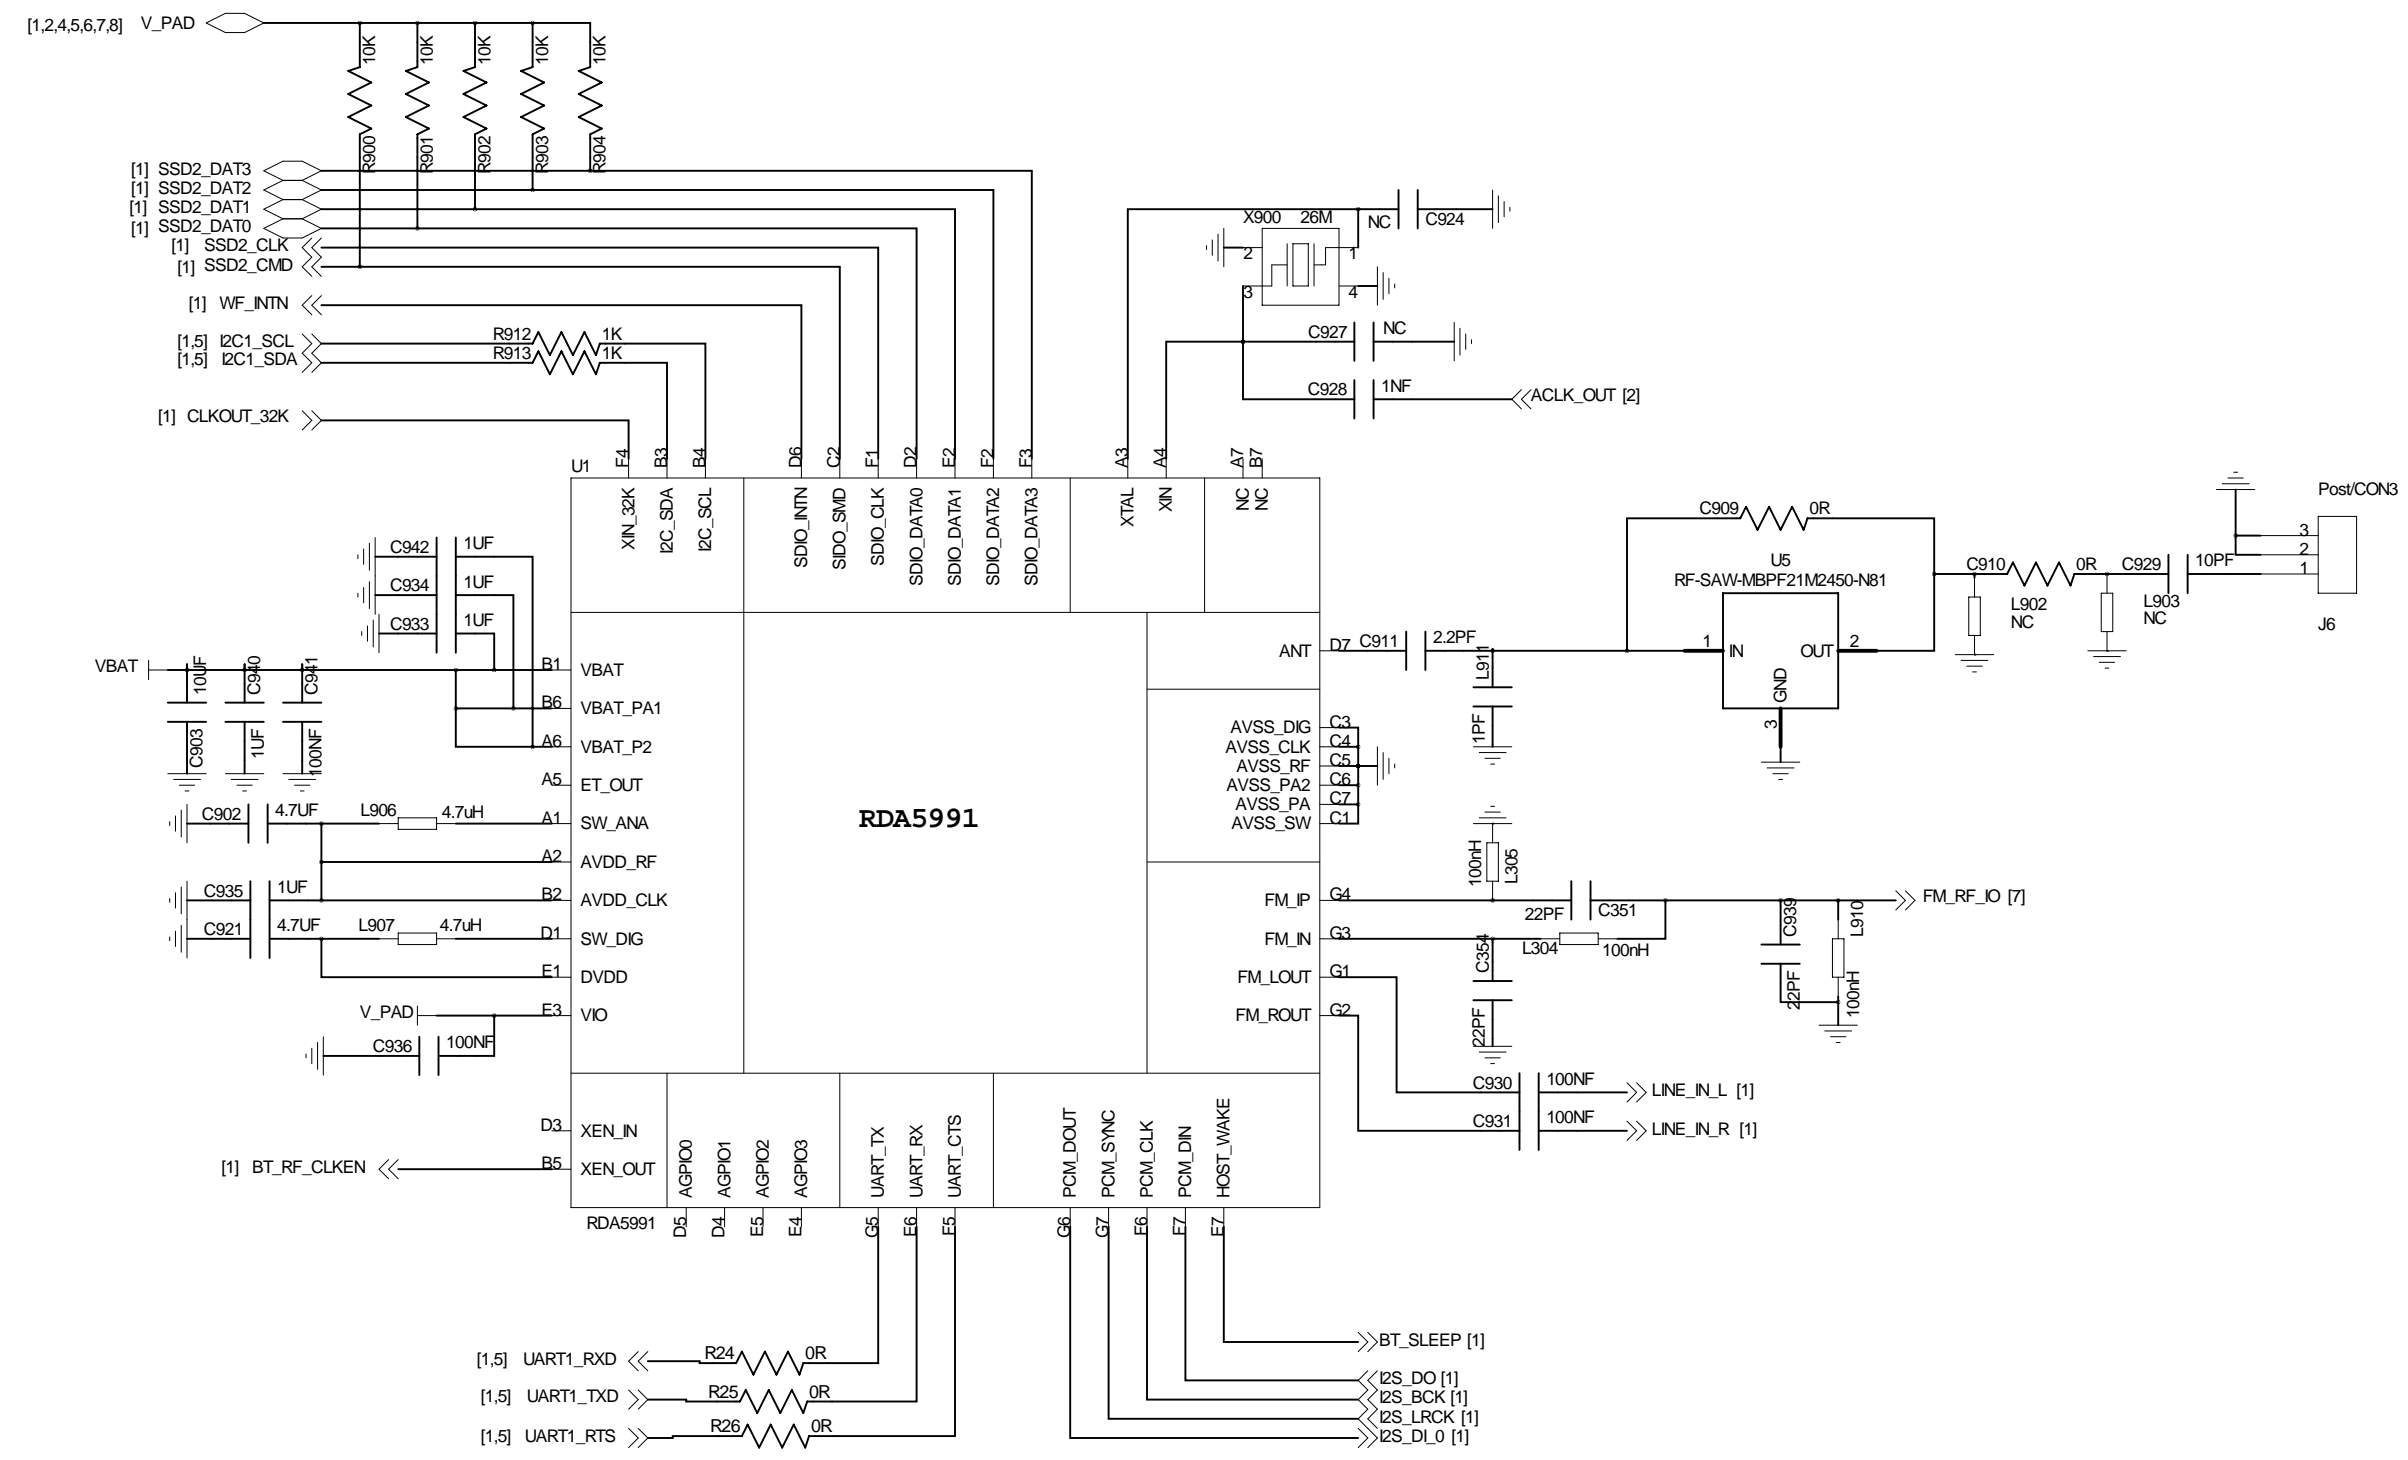 [1,2,4,5,6,7,8] V_PAD
10K 10K 10K 10K 10K
R900 R901 R902 R903 R904
[1] SSD2_DAT3
[1] SSD2_DAT2
[1] SSD2_DAT1
[1] SSD2_DAT0
[1] SSD2_CLK
[1] SSD2_CMD
[1] WF_INTN
[1,5] I2C1_SCL R912 1K
[1,5] I2C1_SDA R913 1K
[1] CLKOUT_32K
X900 26M
NC C924
2 1
3 4
C927 NC
C928 1NF
ACLK_OUT [2]
U1
F4 B3 B4 D6 C2 F1 D2 E2 F2 F3 A3 A4 A7 B7
XIN_32K
I2C_SDA
I2C_SCL
SDIO_INTN
SIDO_SMD
SDIO_CLK
SDIO_DATA0
SDIO_DATA1
SDIO_DATA2
SDIO_DATA3
XTAL
XIN
NC
NC
C942 1UF
C934 1UF
C933 1UF
VBAT
10UF C903
C940 1UF
C941 100NF
B1 VBAT
B6 VBAT_PA1
A6 VBAT_P2
A5 ET_OUT
C902 4.7UF L906 4.7uH A1 SW_ANA
A2 AVDD_RF
C935 1UF B2 AVDD_CLK
C921 4.7UF L907 4.7uH D1 SW_DIG
E1 DVDD
V_PAD E3 VIO
C936 100NF
D3 XEN_IN
[1] BT_RF_CLKEN B5 XEN_OUT
RDA5991
RDA5991
ANT D7 C911 2.2PF
L911 1PF
C909 0R
U5
RF-SAW-MBPF21M2450-N81
1 IN OUT 2
GND
3
C910 0R C929 10PF
L902
NC
L903
NC
Post/CON3
3
2
1
J6
AVSS_DIG C3
AVSS_CLK C4
AVSS_RF C5
AVSS_PA2 C6
AVSS_PA C7
AVSS_SW C1
100nH L305
FM_IP G4
22PF C351
FM_RF_IO [7]
FM_IN G3
L304 100nH
C354 22PF
C939 22PF
L910 100nH
FM_LOUT G1
FM_ROUT G2
C930 100NF LINE_IN_L [1]
C931 100NF LINE_IN_R [1]
AGPIO0
AGPIO1
AGPIO2
AGPIO3
UART_TX
UART_RX
UART_CTS
PCM_DOUT
PCM_SYNC
PCM_CLK
PCM_DIN
HOST_WAKE
D5 D4 E5 E4 G5 E6 F5 G6 G7 F6 F7 E7
[1,5] UART1_RXD R24 0R
[1,5] UART1_TXD R25 0R
[1,5] UART1_RTS R26 0R
BT_SLEEP [1]
I2S_DO [1]
I2S_BCK [1]
I2S_LRCK [1]
I2S_DI_0 [1]